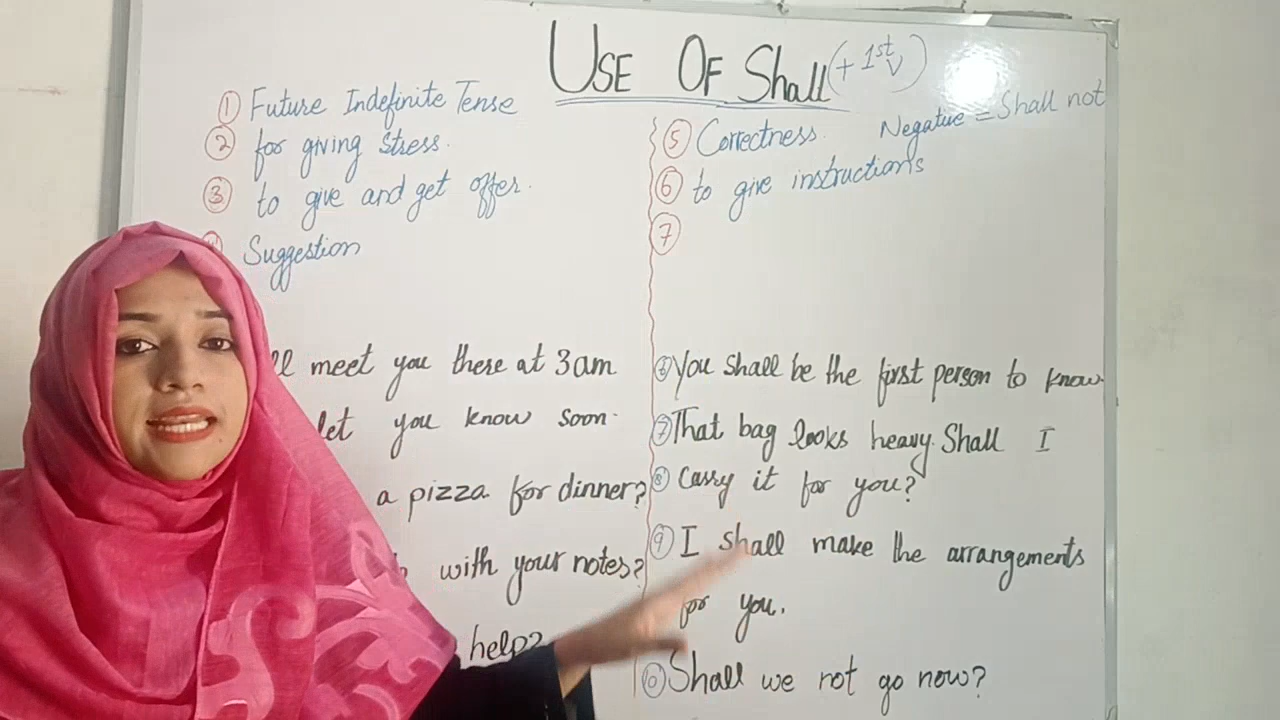 USE OF Shall (+ 1st v)
① Future Indefinite Tense
② for giving stress.
③ to give and get offer.
Suggestion
⑤ Correctness
Negative = Shall not
⑥ to give instructions
⑦
meet you there at 3am
let you know soon.
a pizza for dinner?
with your notes?
help?
You shall be the first person to know.
⑦ That bag looks heavy. Shall I
⑧ carry it for you?
⑨ I shall make the arrangements
for you.
Shall we not go now?